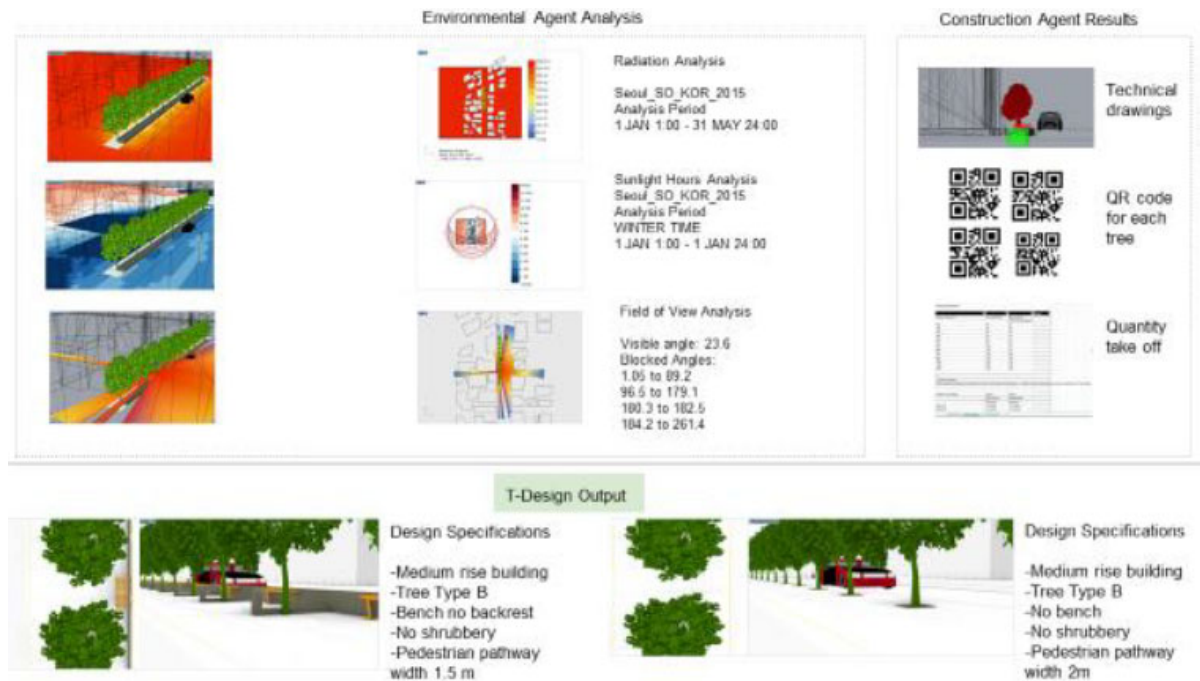 Environmental Agent Analysis
Construction Agent Results
Radiation Analysis
Seoul_SO_KOR_2015
Analysis Period
1 JAN 1:00 - 31 MAY 24:00
Sunlight Hours Analysis
Seoul_SO_KOR_2015
Analysis Period
WINTER TIME
1 JAN 1:00 - 1 JAN 24:00
Field of View Analysis
Visible angle: 23.6
Blocked Angles:
1.05 to 89.2
96.5 to 179.1
180.3 to 182.5
184.2 to 261.4
Technical
drawings
QR code
for each
tree
Quantity
take off
T-Design Output
Design Specifications
-Medium rise building
-Tree Type B
-Bench no backrest
-No shrubbery
-Pedestrian pathway
width 1.5 m
Design Specifications
-Medium rise building
-Tree Type B
-No bench
-No shrubbery
-Pedestrian pathway
width 2m